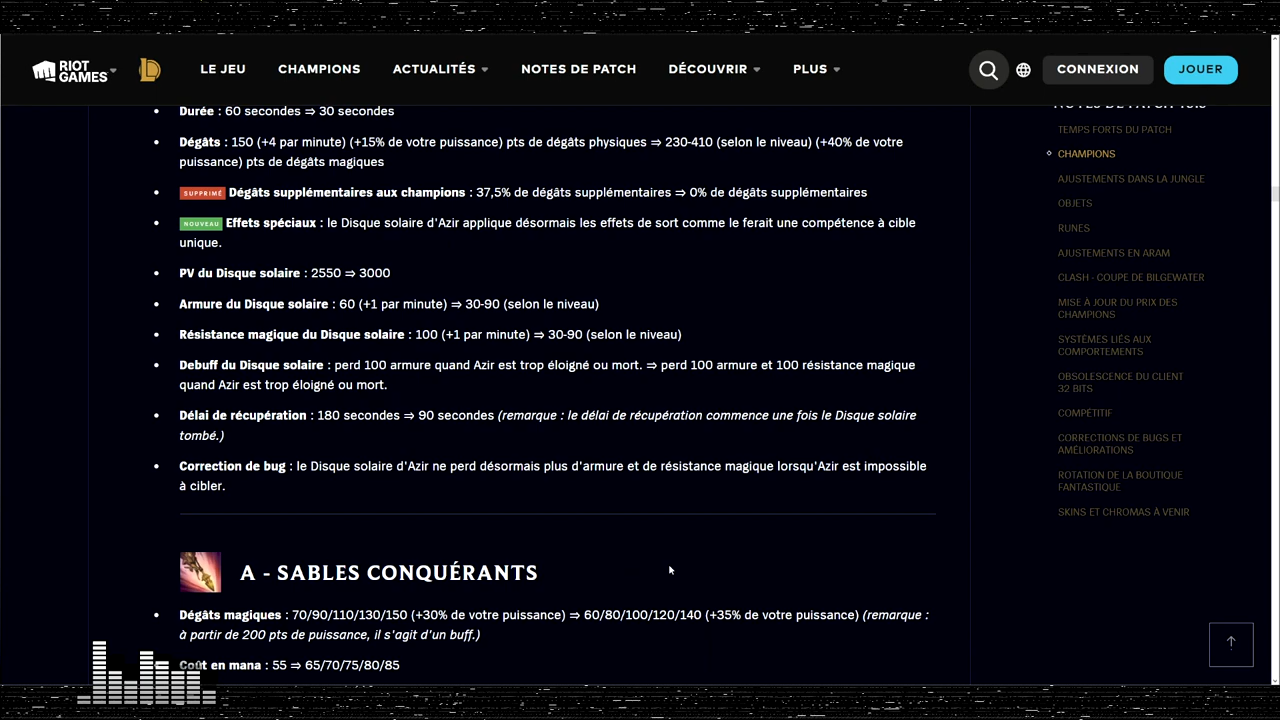 RIOT GAMES
LE JEU
CHAMPIONS
ACTUALITÉS
NOTES DE PATCH
DÉCOUVRIR
PLUS
CONNEXION
JOUER
Durée : 60 secondes ⇒ 30 secondes
Dégâts : 150 (+4 par minute) (+15% de votre puissance) pts de dégâts physiques ⇒ 230-410 (selon le niveau) (+40% de votre
puissance) pts de dégâts magiques
SUPPRIMÉ Dégâts supplémentaires aux champions : 37,5% de dégâts supplémentaires ⇒ 0% de dégâts supplémentaires
NOUVEAU Effets spéciaux : le Disque solaire d'Azir applique désormais les effets de sort comme le ferait une compétence à cible
unique.
PV du Disque solaire : 2550 ⇒ 3000
Armure du Disque solaire : 60 (+1 par minute) ⇒ 30-90 (selon le niveau)
Résistance magique du Disque solaire : 100 (+1 par minute) ⇒ 30-90 (selon le niveau)
Debuff du Disque solaire : perd 100 armure quand Azir est trop éloigné ou mort. ⇒ perd 100 armure et 100 résistance magique
quand Azir est trop éloigné ou mort.
Délai de récupération : 180 secondes ⇒ 90 secondes (remarque : le délai de récupération commence une fois le Disque solaire
tombé.)
Correction de bug : le Disque solaire d'Azir ne perd désormais plus d'armure et de résistance magique lorsqu'Azir est impossible
à cibler.
A - SABLES CONQUÉRANTS
Dégâts magiques : 70/90/110/130/150 (+30% de votre puissance) ⇒ 60/80/100/120/140 (+35% de votre puissance) (remarque :
à partir de 200 pts de puissance, il s'agit d'un buff.)
Coût en mana : 55 ⇒ 65/70/75/80/85
TEMPS FORTS DU PATCH
CHAMPIONS
AJUSTEMENTS DANS LA JUNGLE
OBJETS
RUNES
AJUSTEMENTS EN ARAM
CLASH - COUPE DE BILGEWATER
MISE À JOUR DU PRIX DES
CHAMPIONS
SYSTÈMES LIÉS AUX
COMPORTEMENTS
OBSOLESCENCE DU CLIENT
32 BITS
COMPÉTITIF
CORRECTIONS DE BUGS ET
AMÉLIORATIONS
ROTATION DE LA BOUTIQUE
FANTASTIQUE
SKINS ET CHROMAS À VENIR